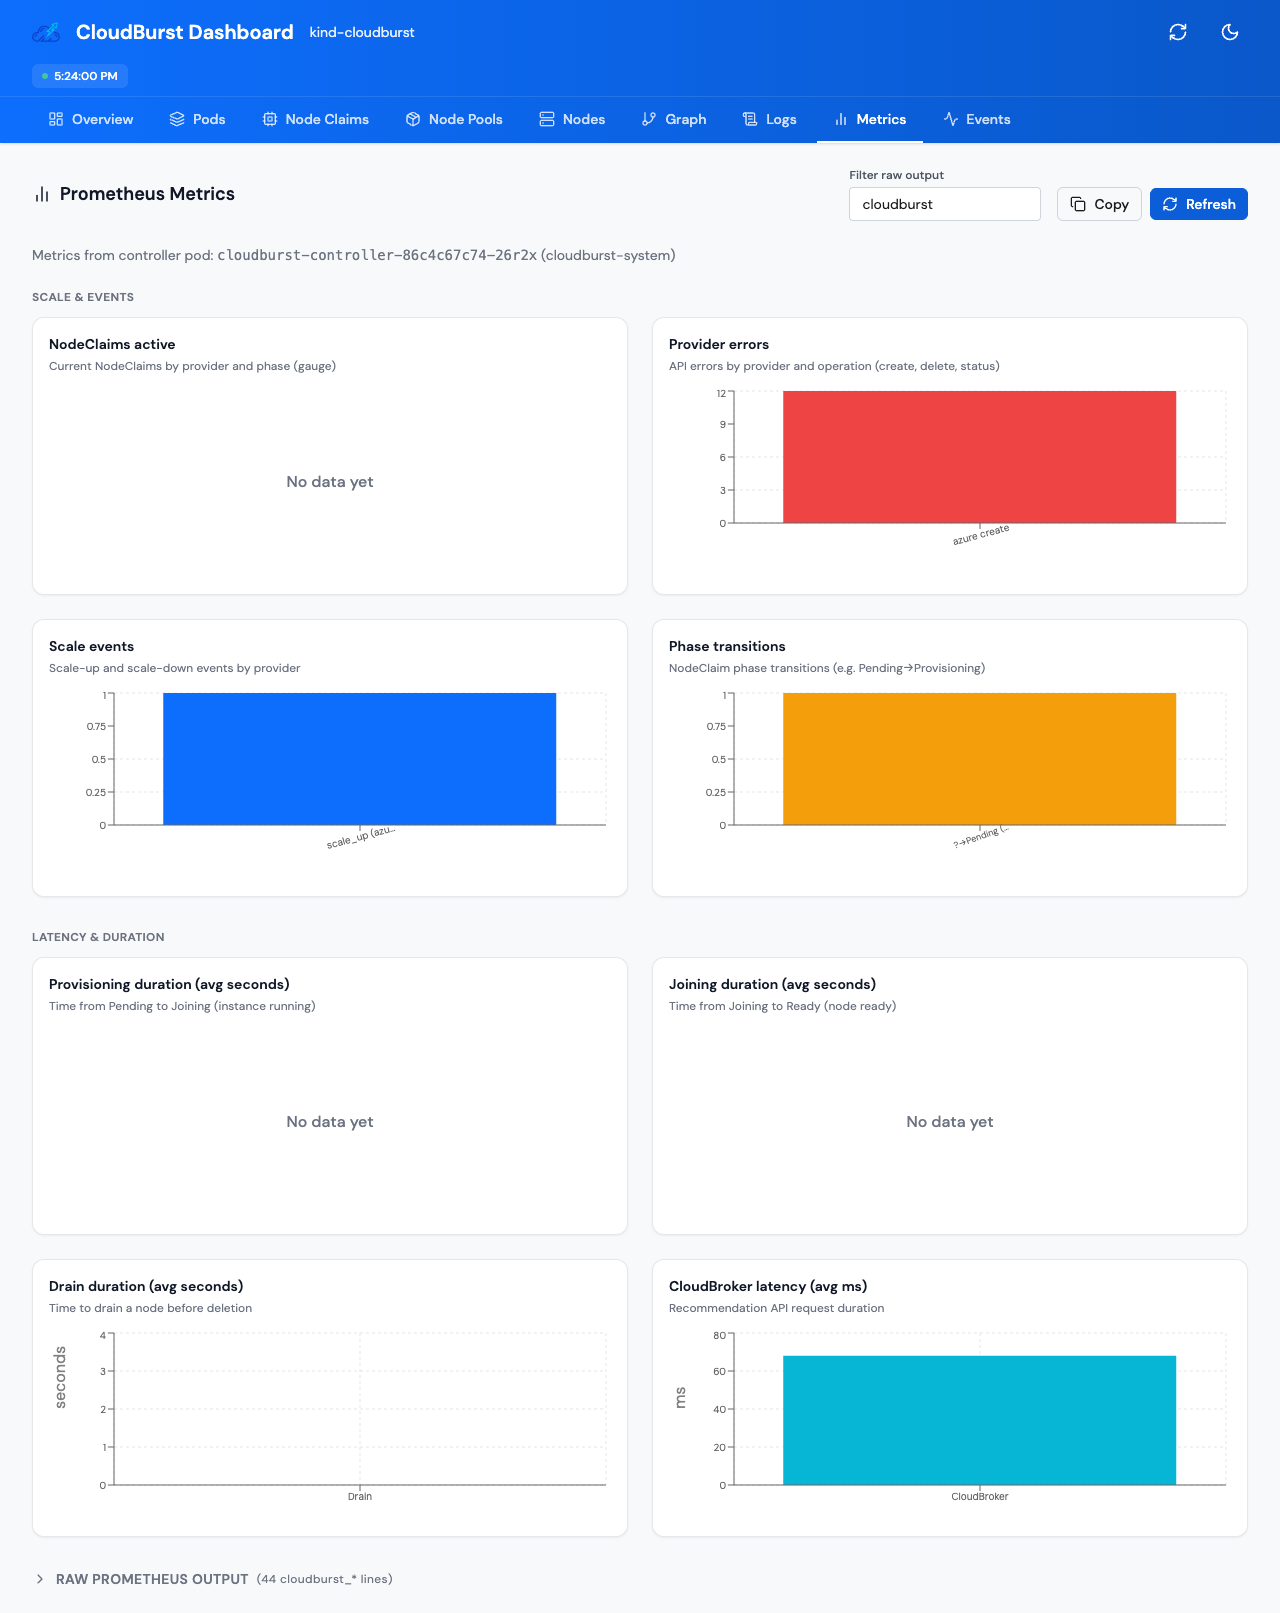 CloudBurst Dashboard
kind-cloudburst
5:24:00 PM
Overview
Pods
Node Claims
Node Pools
Nodes
Graph
Logs
Metrics
Events
Prometheus Metrics
Filter raw output
cloudburst
Copy
Refresh
Metrics from controller pod: cloudburst-controller-86c4c67c74-26r2x (cloudburst-system)
SCALE & EVENTS
NodeClaims active
Current NodeClaims by provider and phase (gauge)
No data yet
Provider errors
API errors by provider and operation (create, delete, status)
12
9
6
3
0
azure create
Scale events
Scale-up and scale-down events by provider
1
0.75
0.5
0.25
0
scale_up (azu...
Phase transitions
NodeClaim phase transitions (e.g. Pending→Provisioning)
1
0.75
0.5
0.25
0
?→Pending (...
LATENCY & DURATION
Provisioning duration (avg seconds)
Time from Pending to Joining (instance running)
No data yet
Joining duration (avg seconds)
Time from Joining to Ready (node ready)
No data yet
Drain duration (avg seconds)
Time to drain a node before deletion
seconds
4
3
2
1
0
Drain
CloudBroker latency (avg ms)
Recommendation API request duration
ms
80
60
40
20
0
CloudBroker
RAW PROMETHEUS OUTPUT (44 cloudburst_* lines)